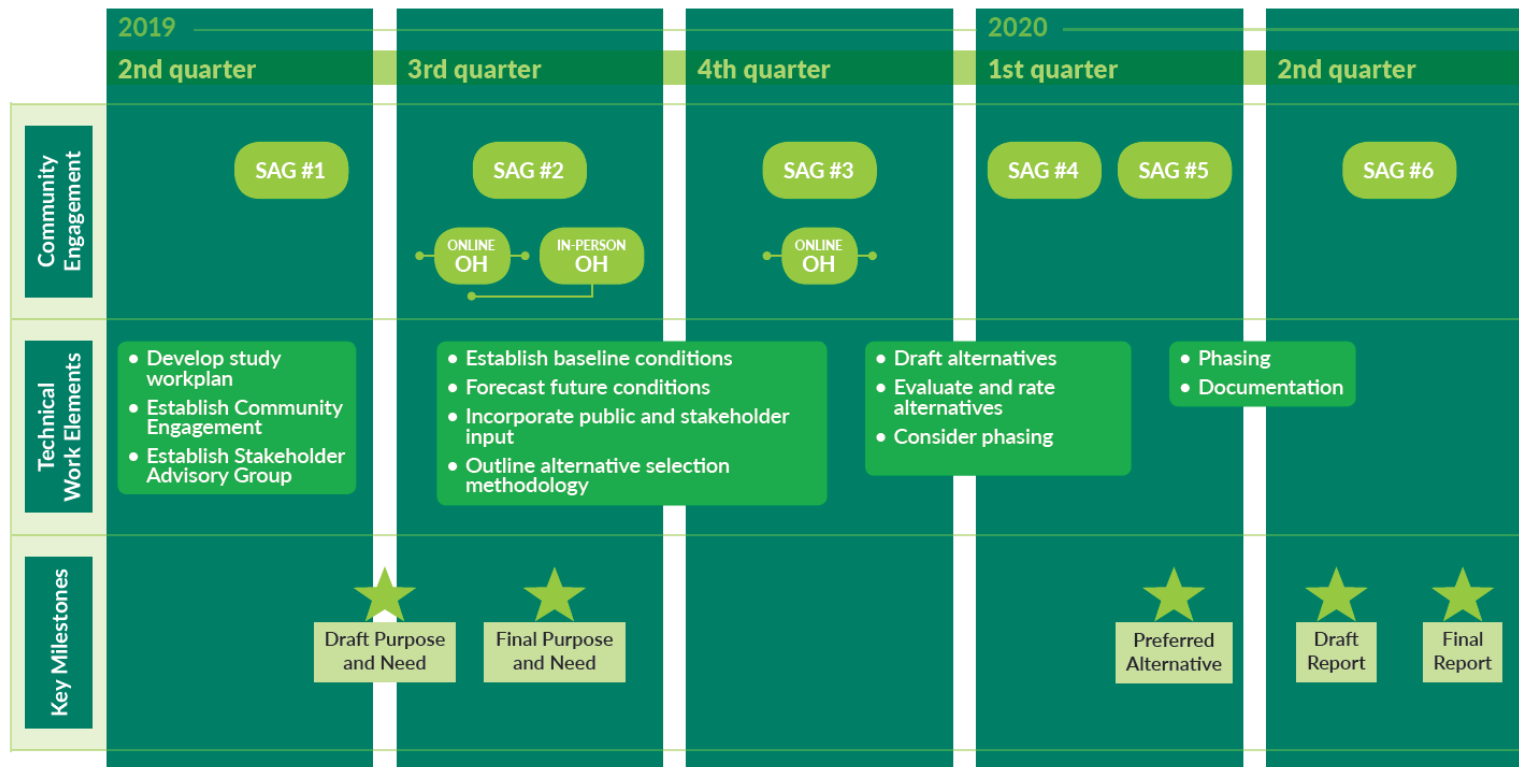 2019
2020
2nd quarter
3rd quarter
4th quarter
1st quarter
2nd quarter
Community
Engagement
SAG #1
SAG #2
SAG #3
SAG #4
SAG #5
SAG #6
ONLINE
OH
IN-PERSON
OH
ONLINE
OH
Technical
Work Elements
• Develop study
workplan
• Establish Community
Engagement
• Establish Stakeholder
Advisory Group
• Establish baseline conditions
• Forecast future conditions
• Incorporate public and stakeholder
input
• Outline alternative selection
methodology
• Draft alternatives
• Evaluate and rate
alternatives
• Consider phasing
• Phasing
• Documentation
Key Milestones
Draft Purpose
and Need
Final Purpose
and Need
Preferred
Alternative
Draft
Report
Final
Report